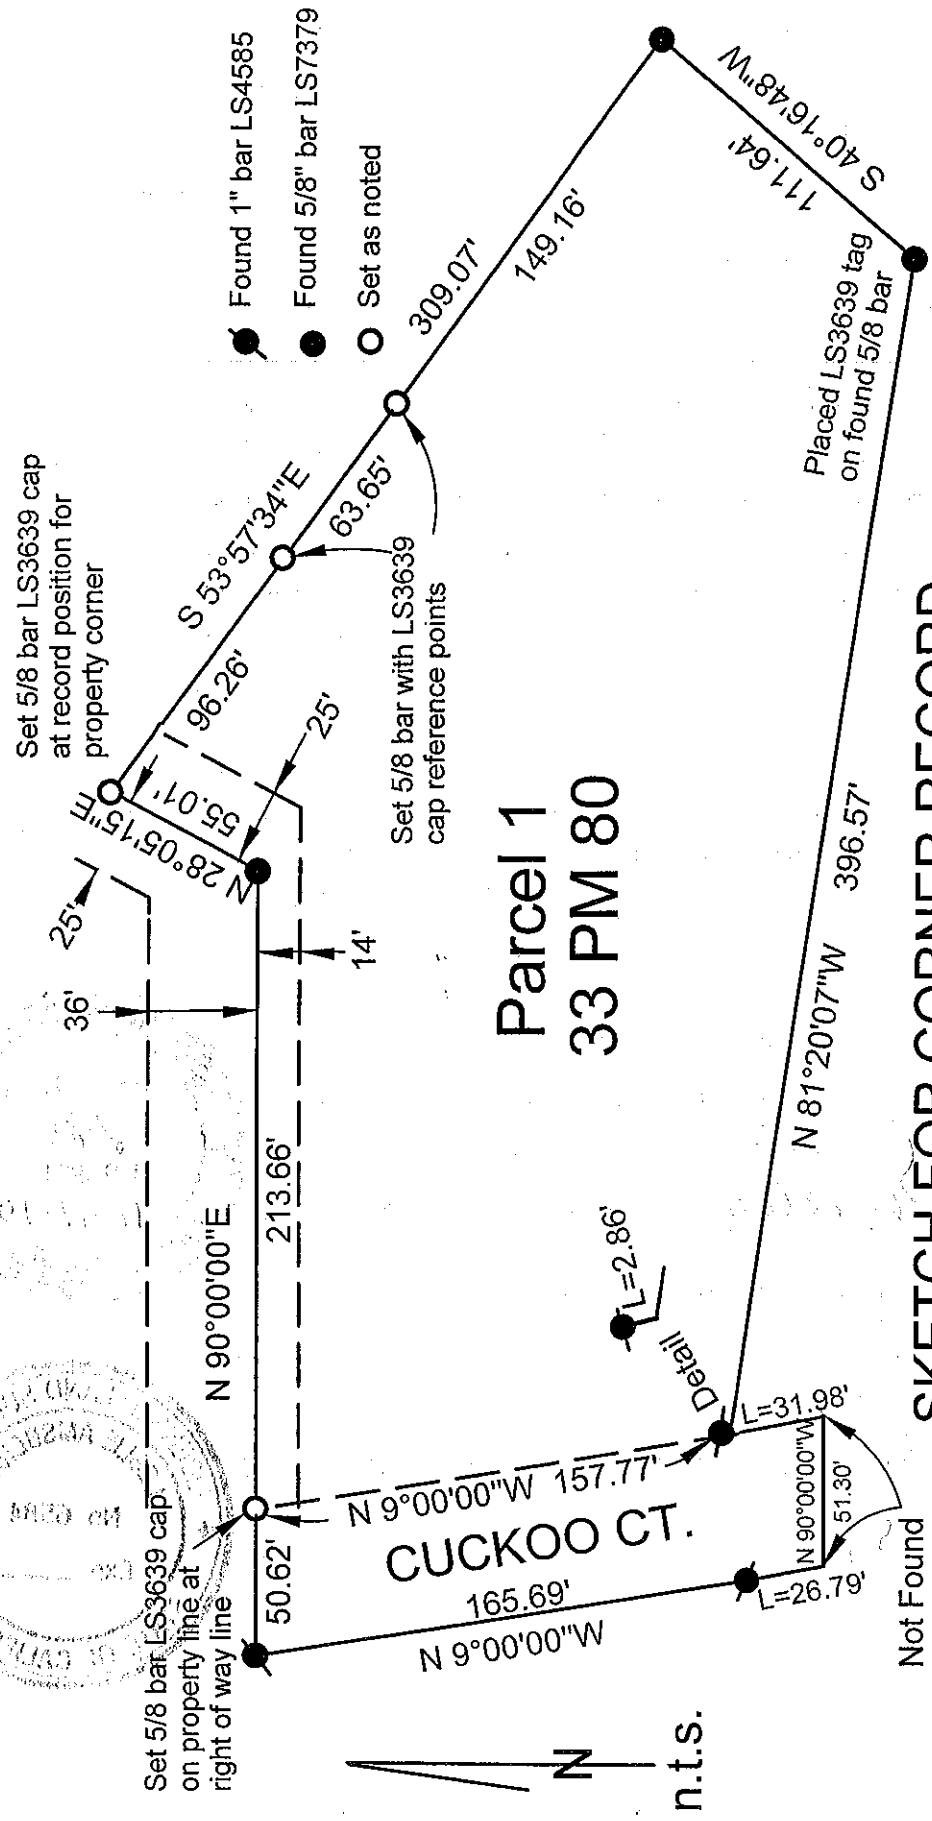 Set 5/8 bar LS3639 cap
at record position for
property corner
Found 1" bar LS4585
Found 5/8" bar LS7379
Set as noted
25'
N 28°05'15"E
55.01'
S 53°57'34"E
309.07'
96.26'
63.65'
149.16'
25'
36'
14'
Set 5/8 bar with LS3639
cap reference points
S 40°16'48"W
111.64'
Placed LS3639 tag
on found 5/8 bar
N 90°00'00"E
213.66'
Set 5/8 bar LS3639 cap
on property line at
right of way line
50.62'
Parcel 1
33 PM 80
N 9°00'00"W 157.77'
CUCKOO CT.
165.69'
N 9°00'00"W
Detail
L=2.86'
L=31.98'
N 90°00'00"W
51.30'
L=26.79'
Not Found
N 81°20'07"W 396.57'
N
n.t.s.
SKETCH FOR CORNER RECORD